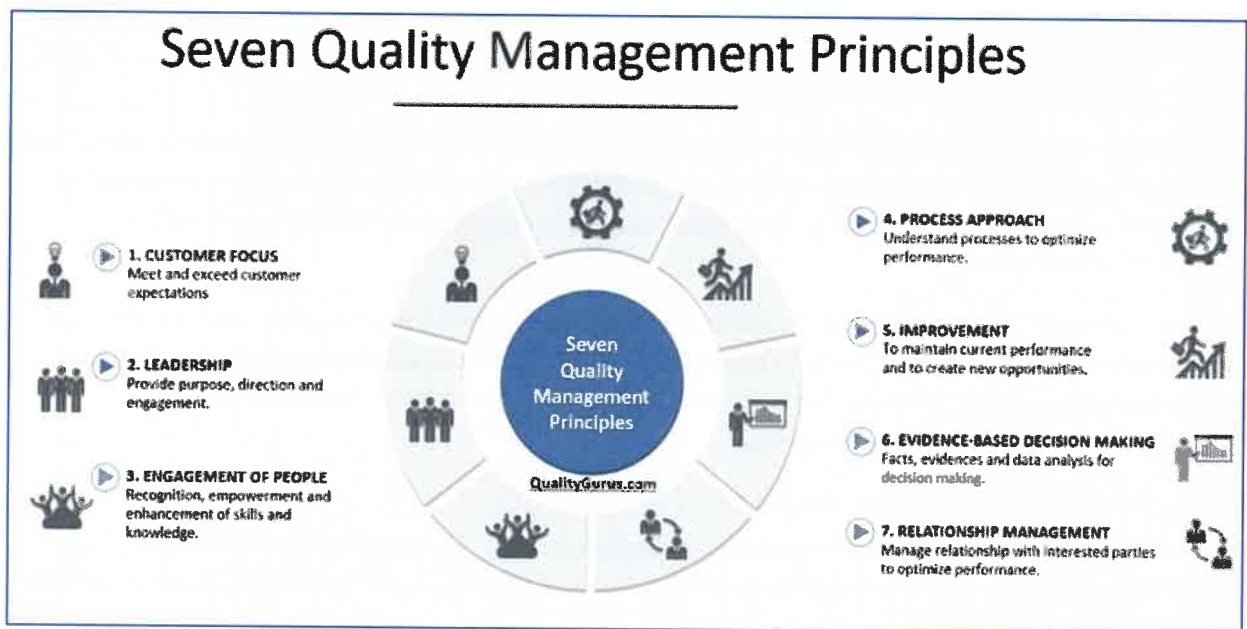 Seven Quality Management Principles
1. CUSTOMER FOCUS
Meet and exceed customer
expectations
2. LEADERSHIP
Provide purpose, direction and
engagement.
3. ENGAGEMENT OF PEOPLE
Recognition, empowerment and
enhancement of skills and
knowledge.
Seven
Quality
Management
Principles
QualityGurus.com
4. PROCESS APPROACH
Understand processes to optimize
performance.
5. IMPROVEMENT
To maintain current performance
and to create new opportunities.
6. EVIDENCE-BASED DECISION MAKING
Facts, evidences and data analysis for
decision making.
7. RELATIONSHIP MANAGEMENT
Manage relationship with interested parties
to optimize performance.